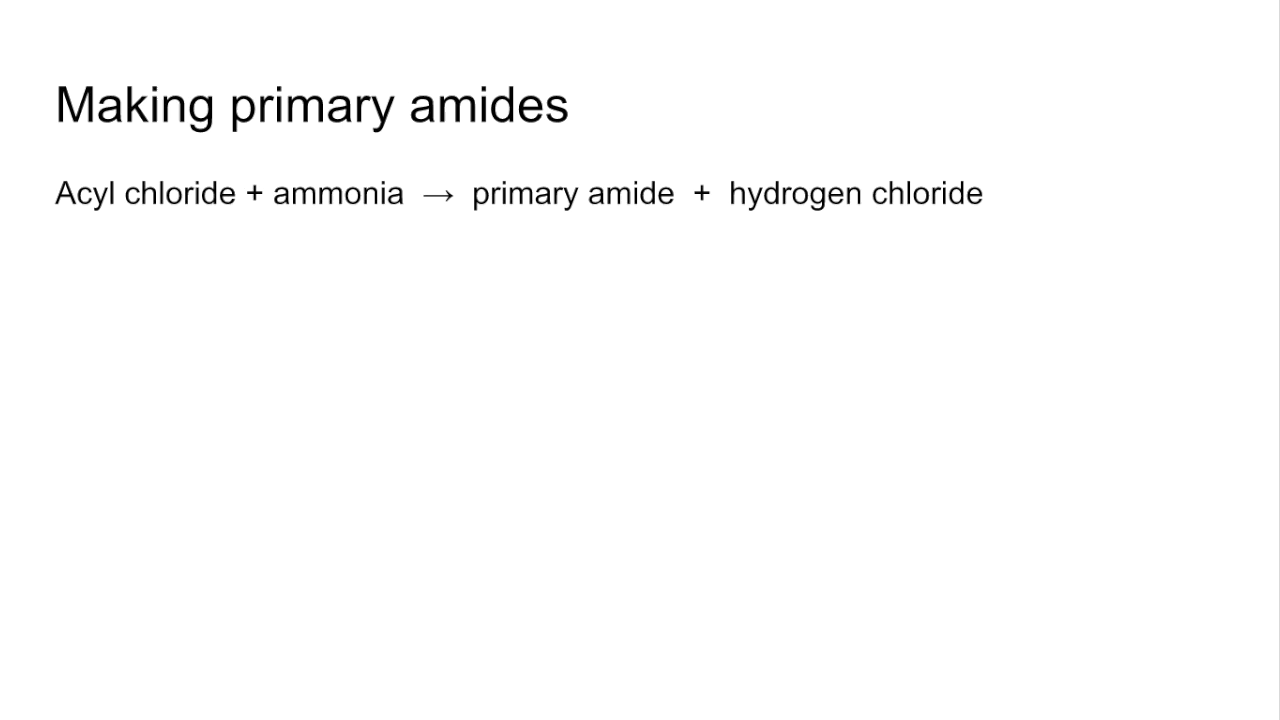 Making primary amides
Acyl chloride + ammonia → primary amide + hydrogen chloride